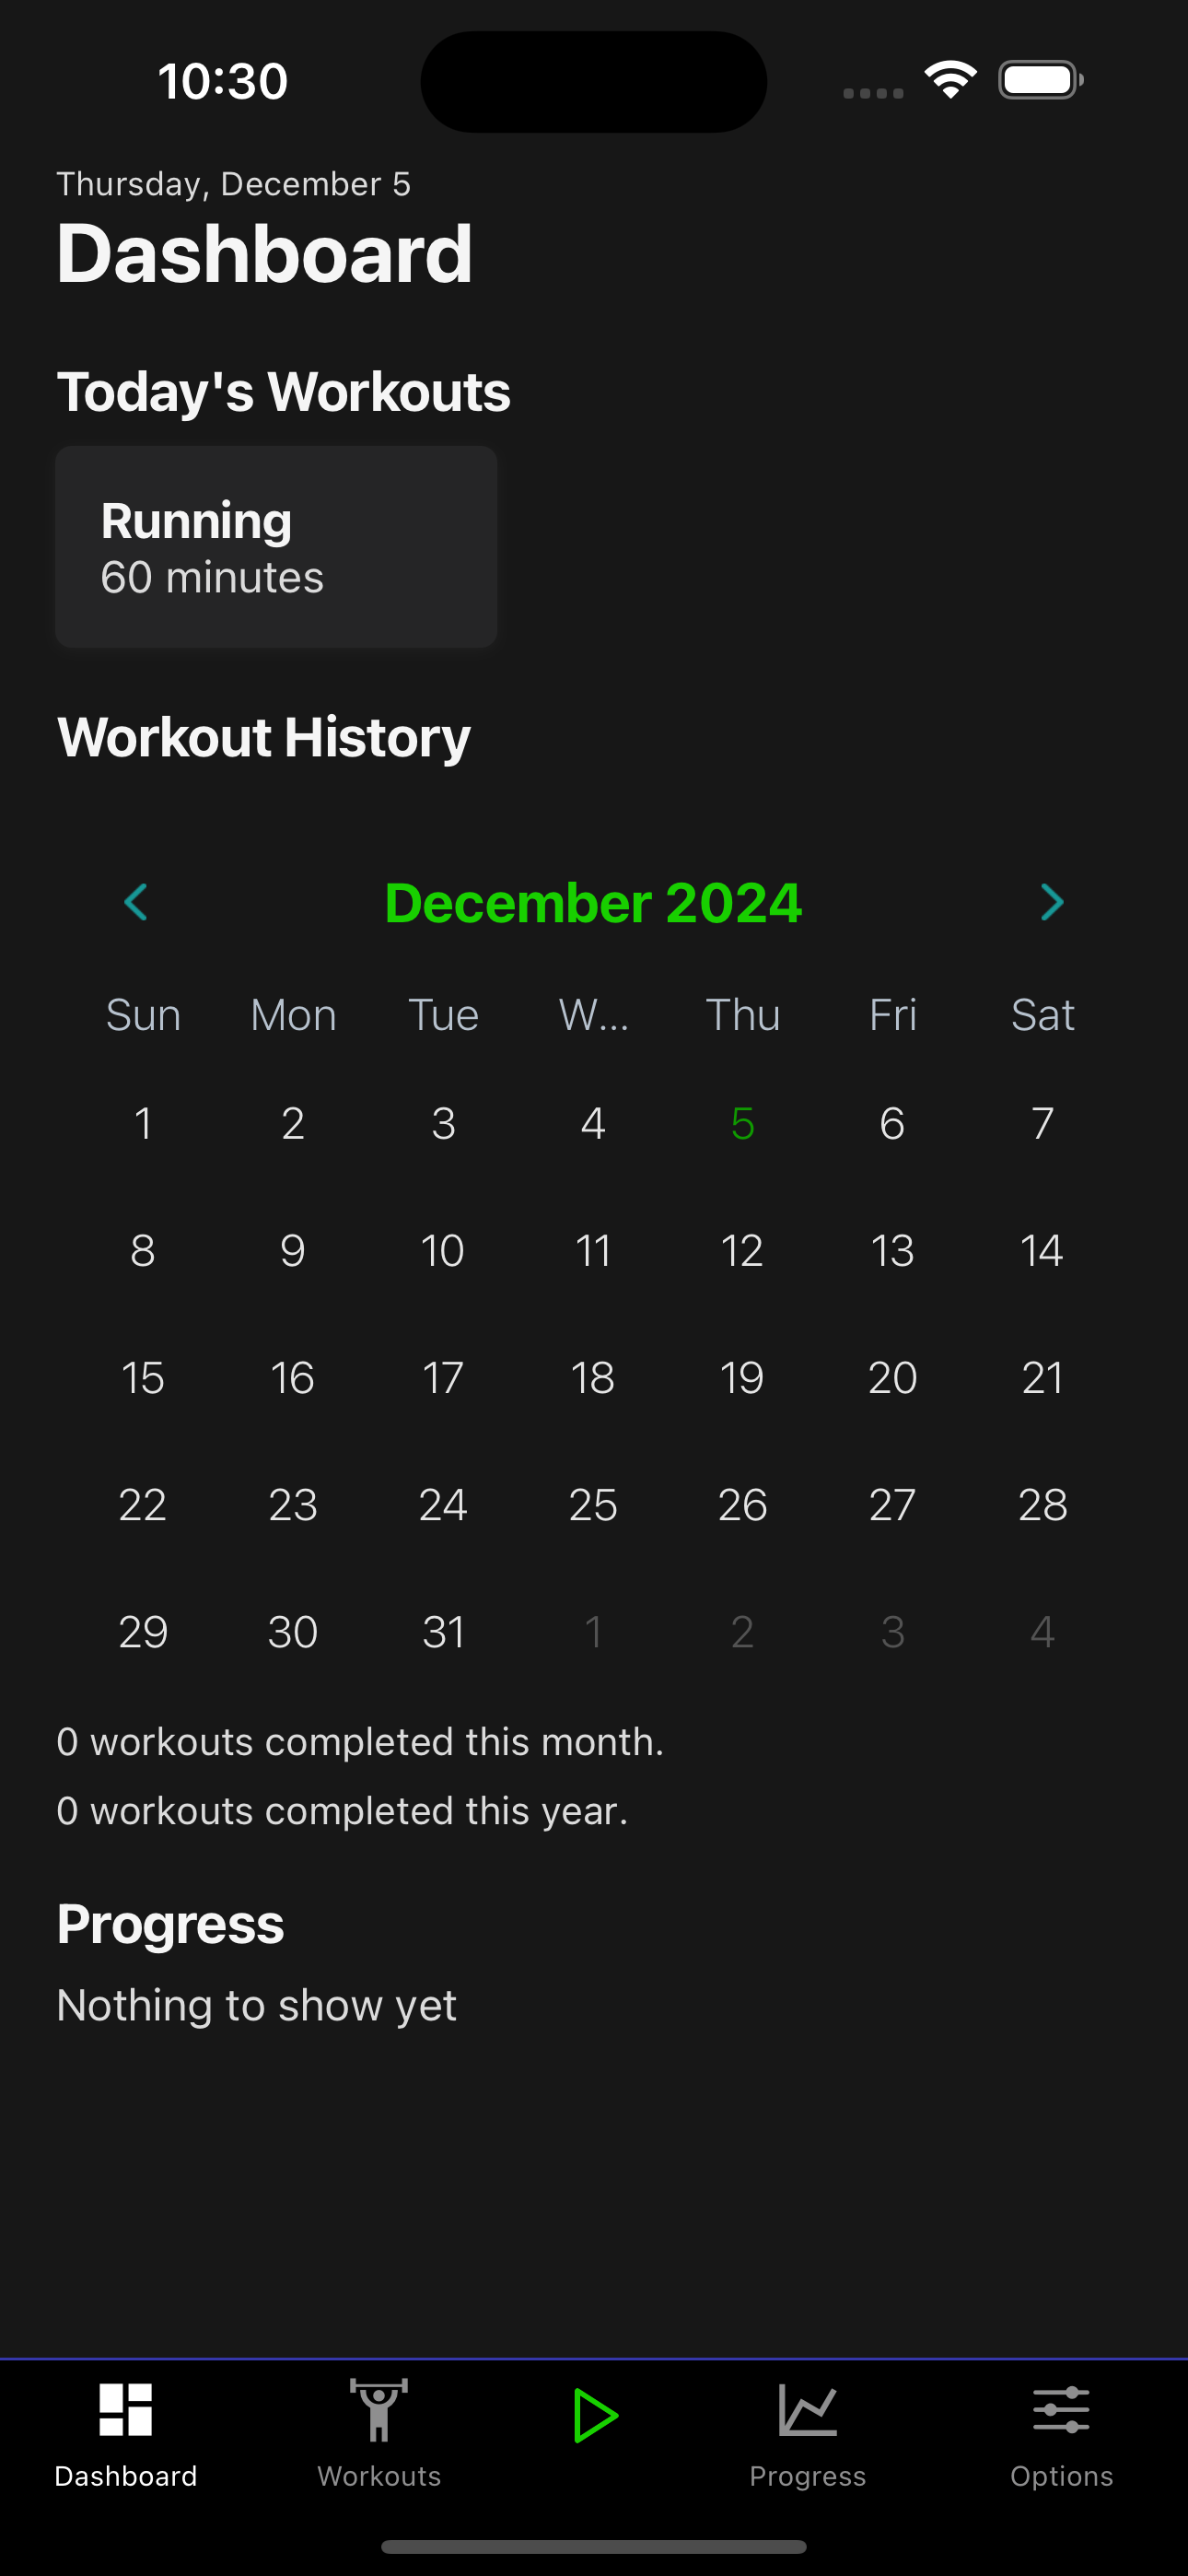 10:30
Thursday, December 5
Dashboard
Today's Workouts
Running
60 minutes
Workout History
December 2024
Sun Mon Tue W... Thu Fri Sat
1 2 3 4 5 6 7
8 9 10 11 12 13 14
15 16 17 18 19 20 21
22 23 24 25 26 27 28
29 30 31 1 2 3 4
0 workouts completed this month.
0 workouts completed this year.
Progress
Nothing to show yet
Dashboard Workouts Progress Options